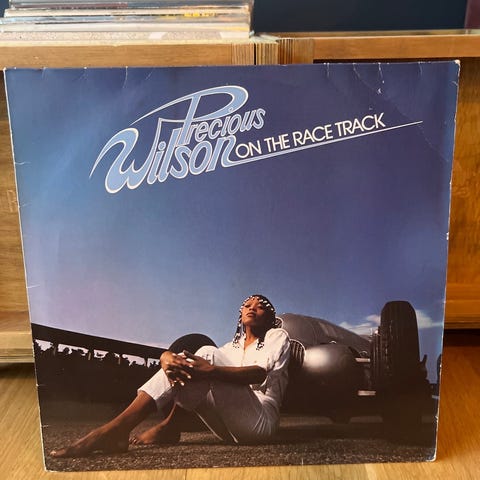 Precious
Wilson ON THE RACE TRACK